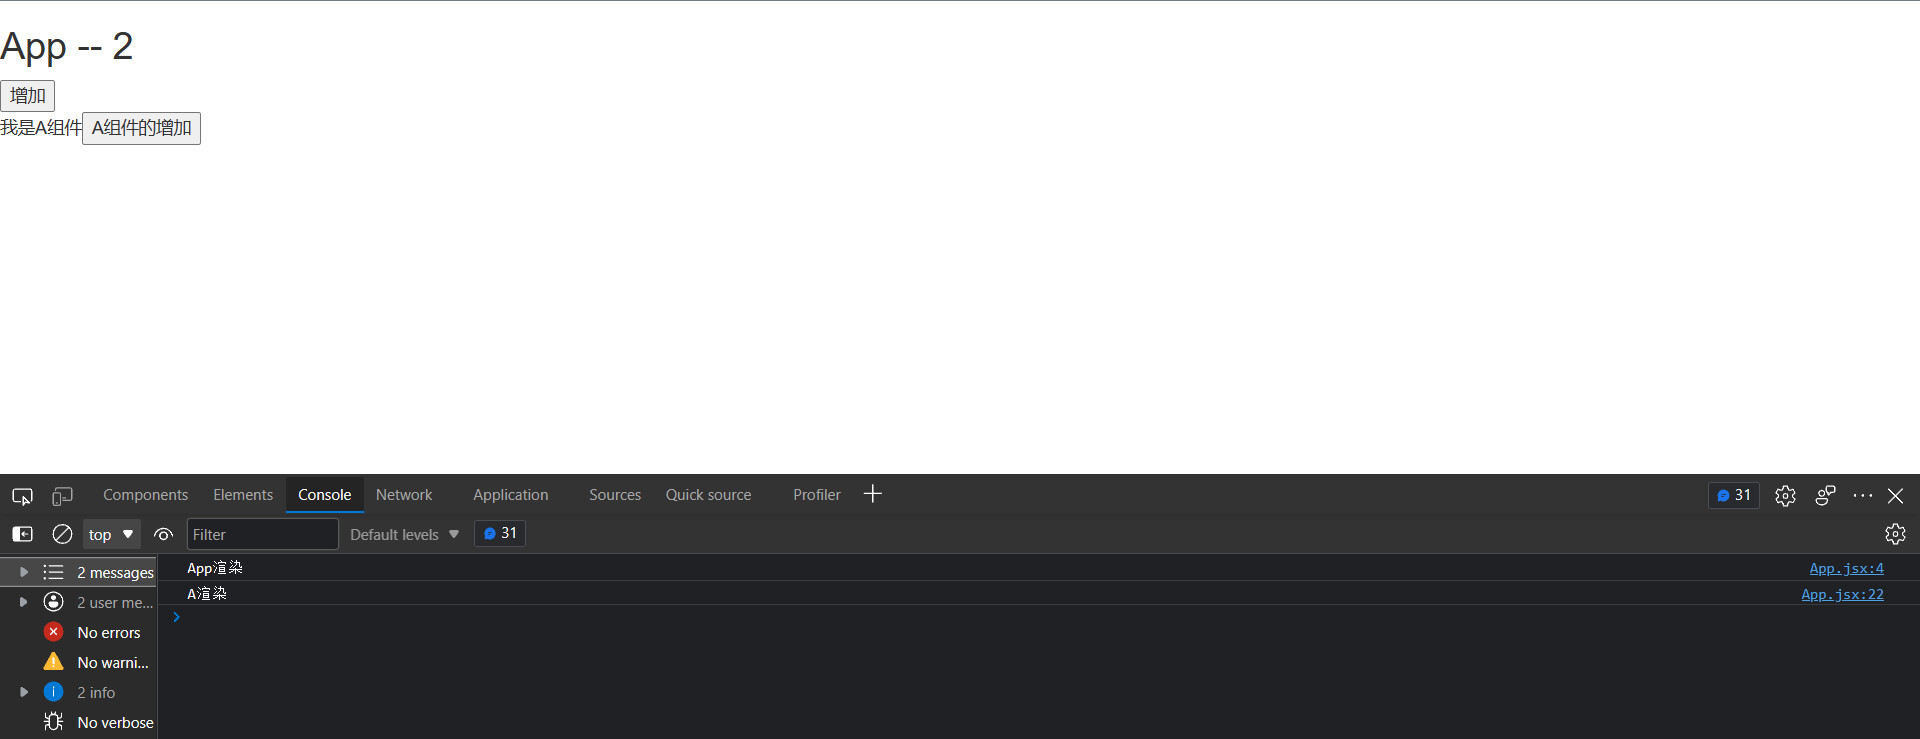 App -- 2
增加
我是A组件 A组件的增加
Components Elements Console Network Application Sources Quick source Profiler 31
top Filter Default levels 31
2 messages
2 user me...
No errors
No warni...
2 info
No verbose
App渲染 App.jsx:4
A渲染 App.jsx:22